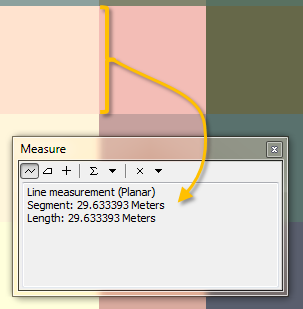 Measure
Line measurement (Planar)
Segment: 29.633393 Meters
Length: 29.633393 Meters